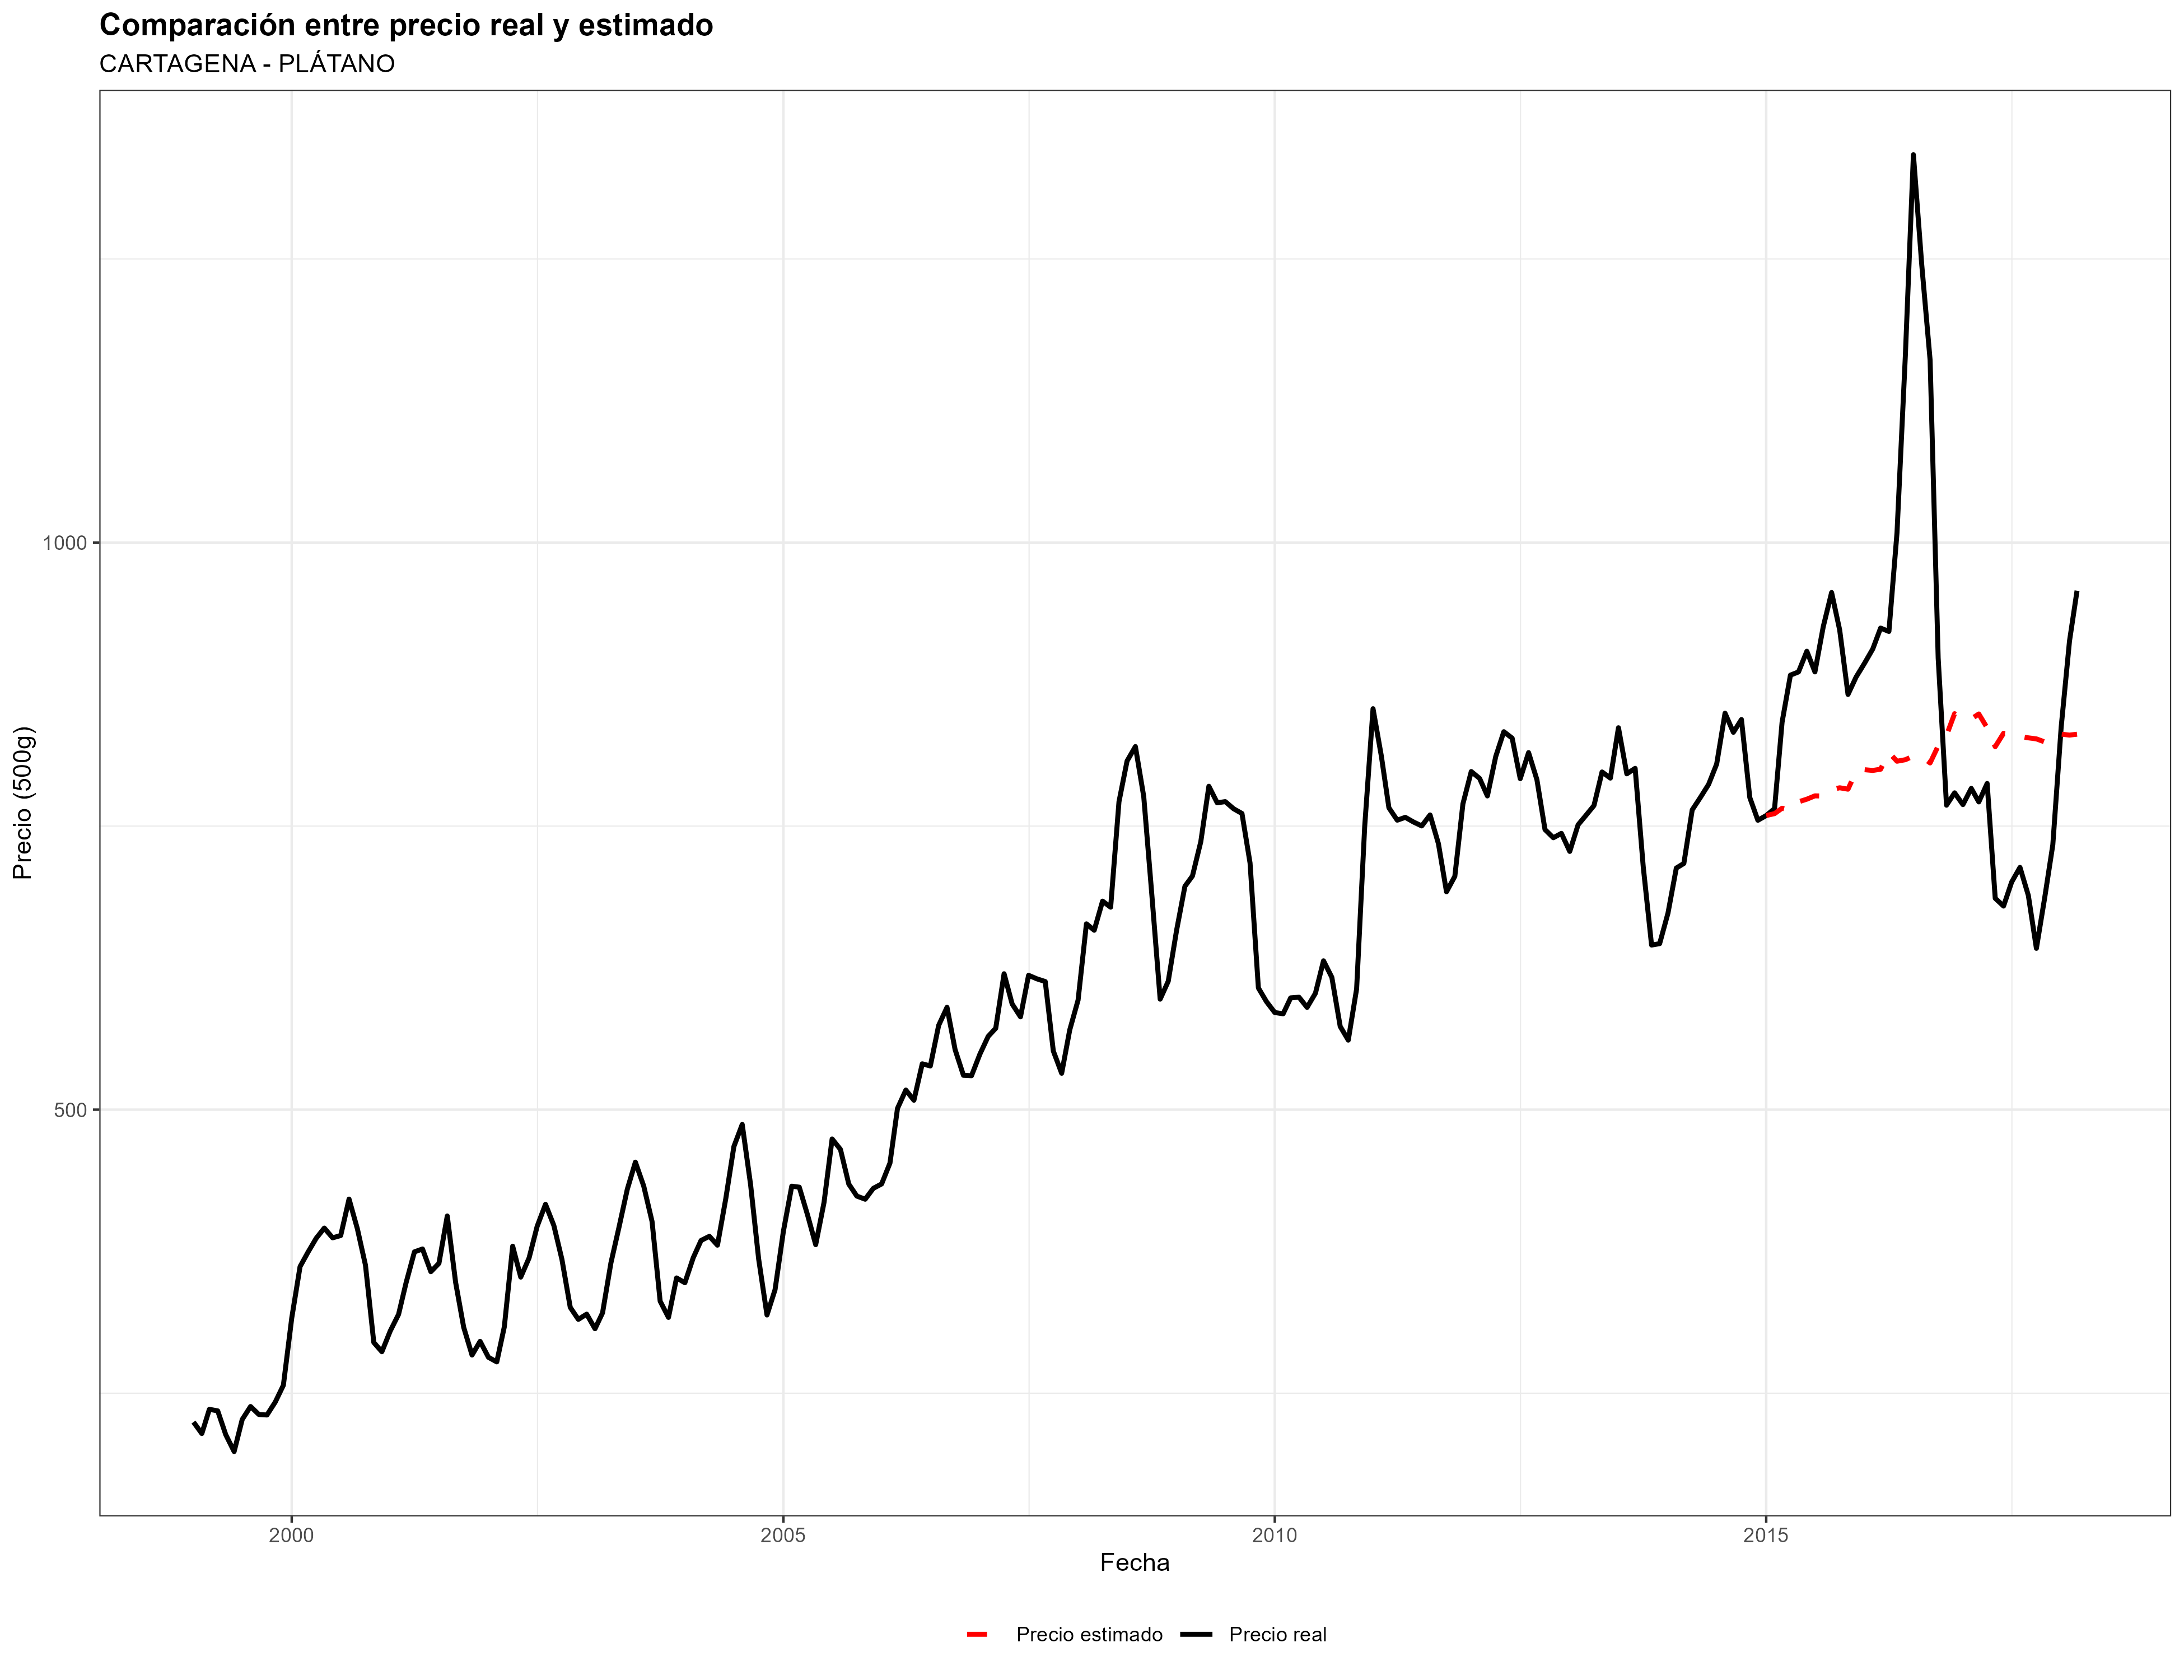 Comparación entre precio real y estimado
CARTAGENA - PLÁTANO
Precio (500g)
1000
500
2000
2005
2010
2015
Fecha
Precio estimado
Precio real